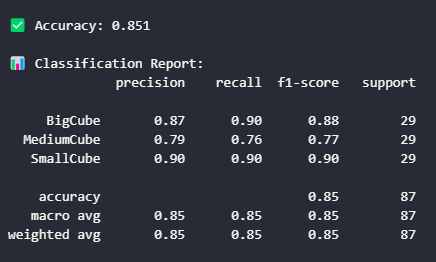 ✅ Accuracy: 0.851
📊 Classification Report:
precision recall f1-score support
BigCube 0.87 0.90 0.88 29
MediumCube 0.79 0.76 0.77 29
SmallCube 0.90 0.90 0.90 29
accuracy 0.85 87
macro avg 0.85 0.85 0.85 87
weighted avg 0.85 0.85 0.85 87